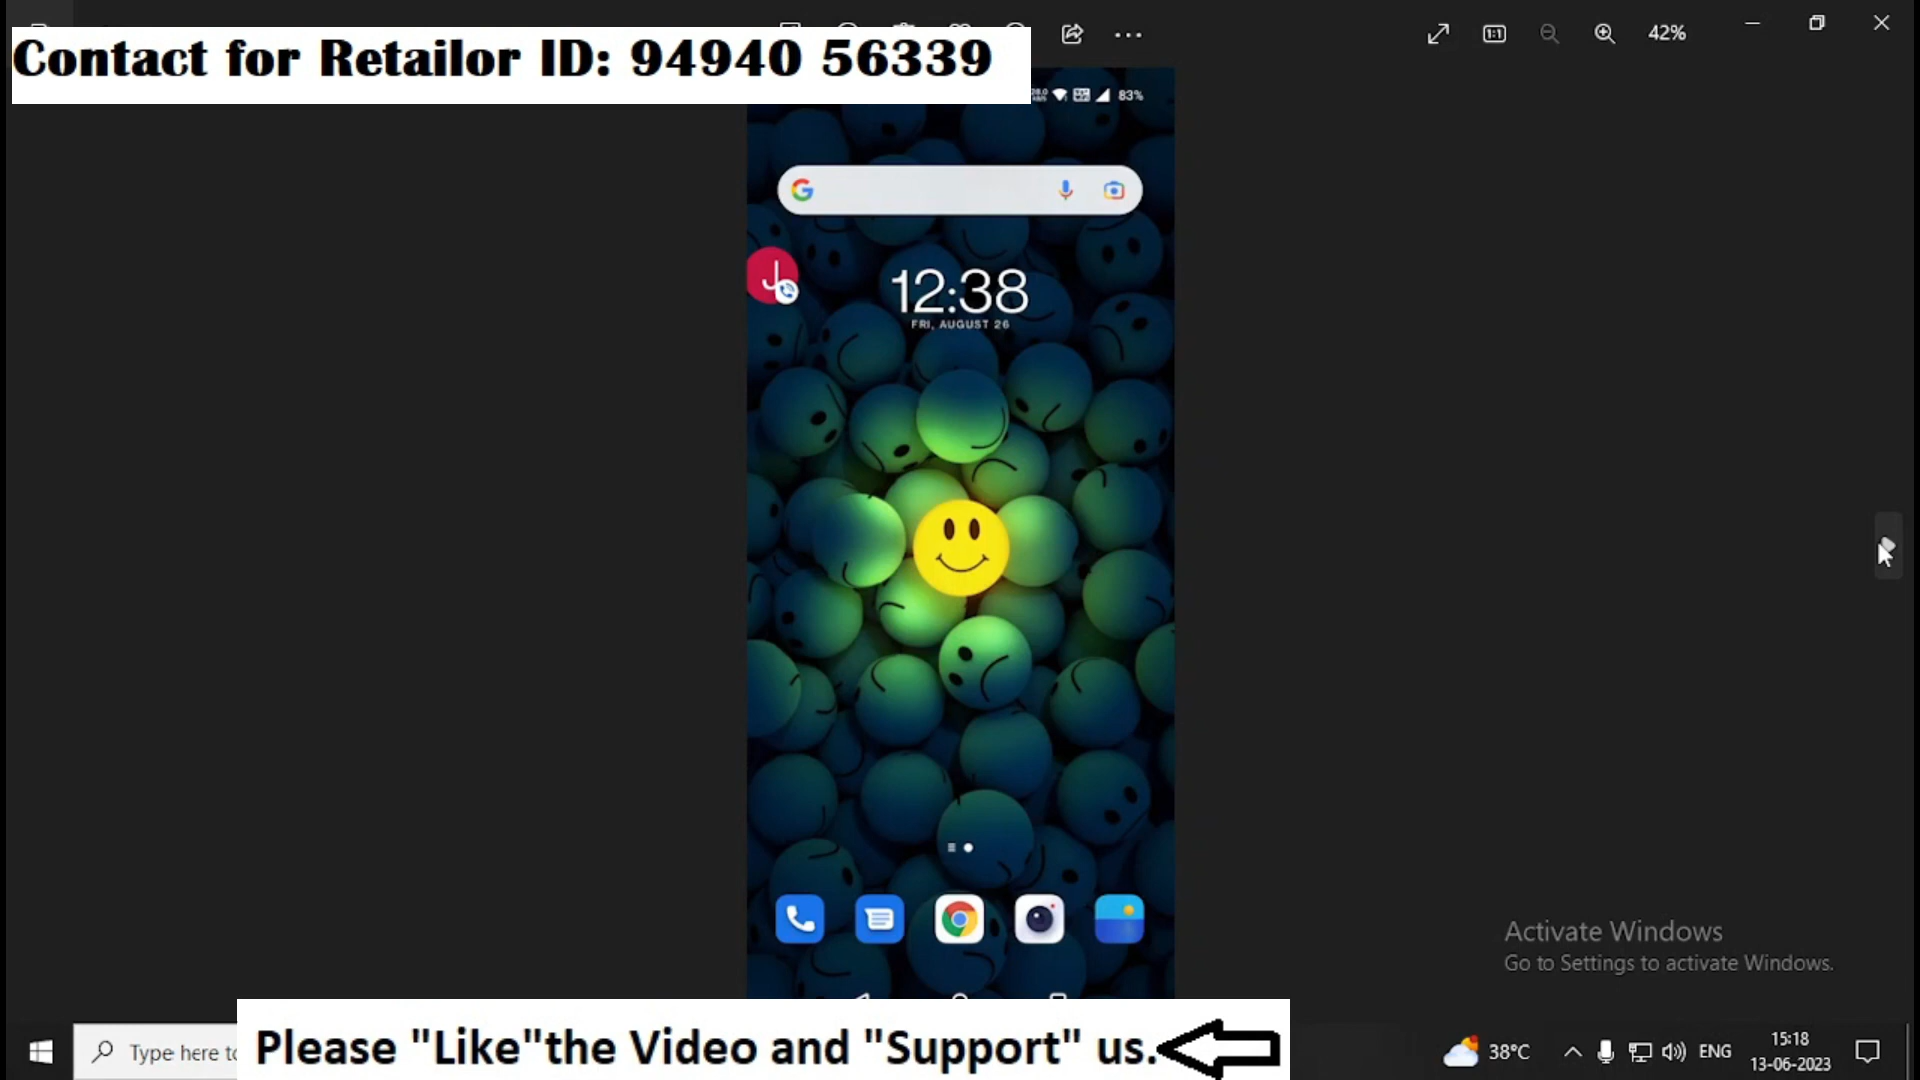 Contact for Retailor ID: 94940 56339
42%
83%
12:38
FRI, AUGUST 26
Activate Windows
Go to Settings to activate Windows.
Type here
Please "Like"the Video and "Support" us.
38°C
ENG
15:18
13-06-2023